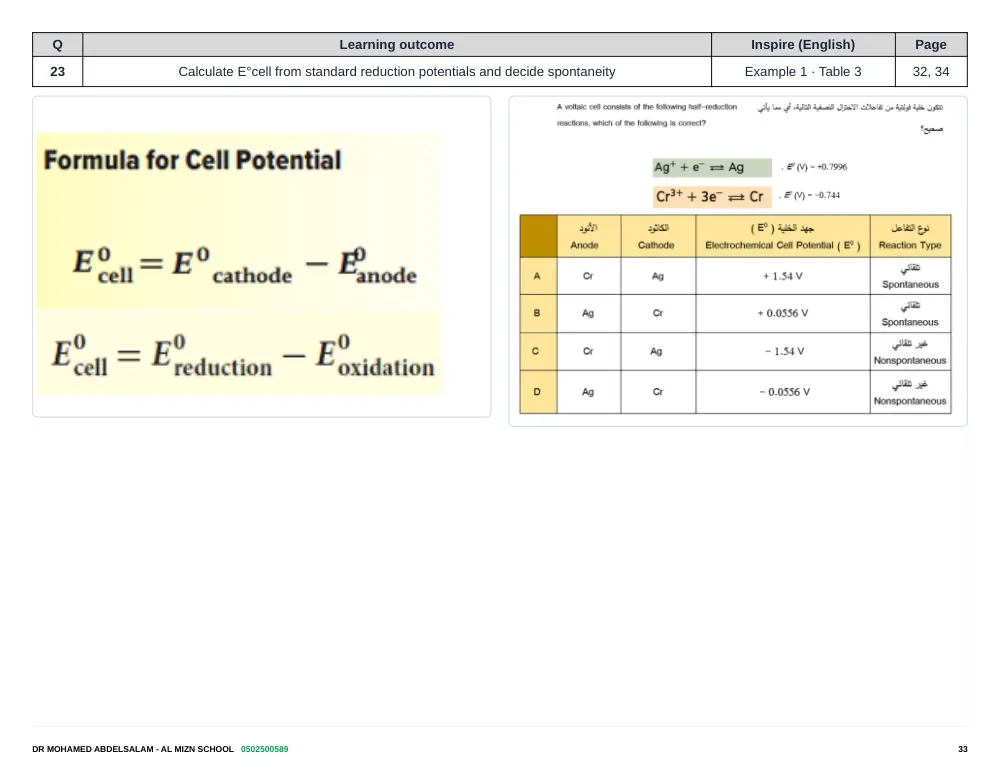 Q Learning outcome Inspire (English) Page
23 Calculate E°cell from standard reduction potentials and decide spontaneity Example 1 · Table 3 32, 34
Formula for Cell Potential
E⁰cell = E⁰cathode − E⁰anode
E⁰cell = E⁰reduction − E⁰oxidation
A voltaic cell consists of the following half-reduction
reactions, which of the following is correct?
تتكون خلية فولتية من تفاعلات الاختزال النصفية التالية، أي مما يأتي
صحيح؟
Ag⁺ + e⁻ ⇌ Ag . E⁰ (V) = +0.7996
Cr³⁺ + 3e⁻ ⇌ Cr . E⁰ (V) = −0.744
الأنود الكاثود جهد الخلية ( E⁰ ) نوع التفاعل
Anode Cathode Electrochemical Cell Potential ( E⁰ ) Reaction Type
A Cr Ag + 1.54 V تلقائي
Spontaneous
B Ag Cr + 0.0556 V تلقائي
Spontaneous
C Cr Ag − 1.54 V غير تلقائي
Nonspontaneous
D Ag Cr − 0.0556 V غير تلقائي
Nonspontaneous
DR MOHAMED ABDELSALAM - AL MIZN SCHOOL 0502500589 33